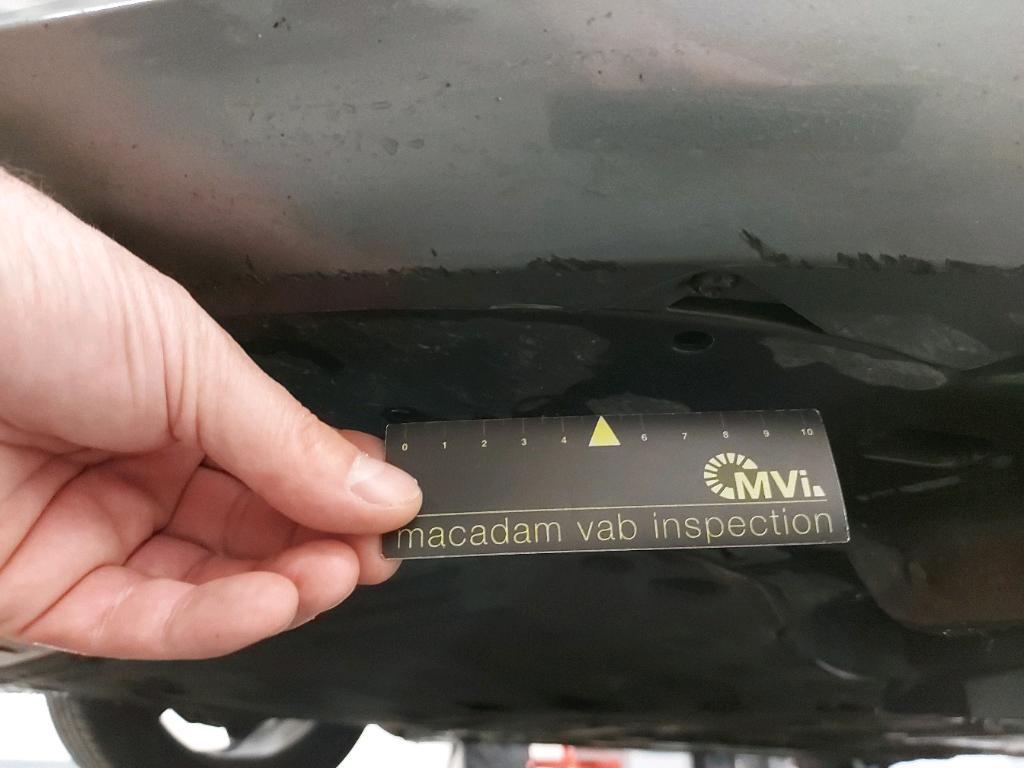 0 1 2 3 4 6 7 8 9 10
MVi.
macadam vab inspection